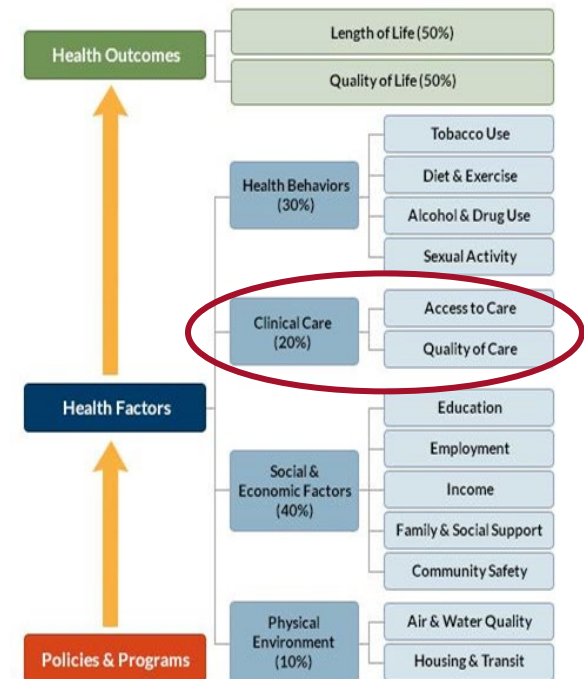 Health Outcomes
Length of Life (50%)
Quality of Life (50%)
Health Behaviors
(30%)
Tobacco Use
Diet & Exercise
Alcohol & Drug Use
Sexual Activity
Clinical Care
(20%)
Access to Care
Quality of Care
Health Factors
Social &
Economic Factors
(40%)
Education
Employment
Income
Family & Social Support
Community Safety
Physical
Environment
(10%)
Air & Water Quality
Housing & Transit
Policies & Programs